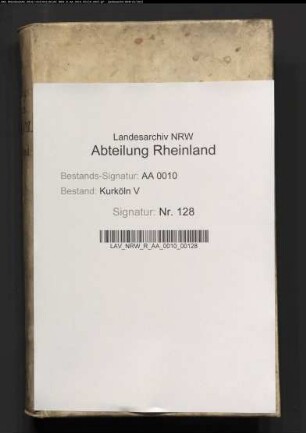 Landesarchiv NRW
Abteilung Rheinland
Bestands-Signatur: AA 0010
Bestand: Kurköln V
Signatur: Nr. 128
LAV_NRW_R_AA_0010_00128